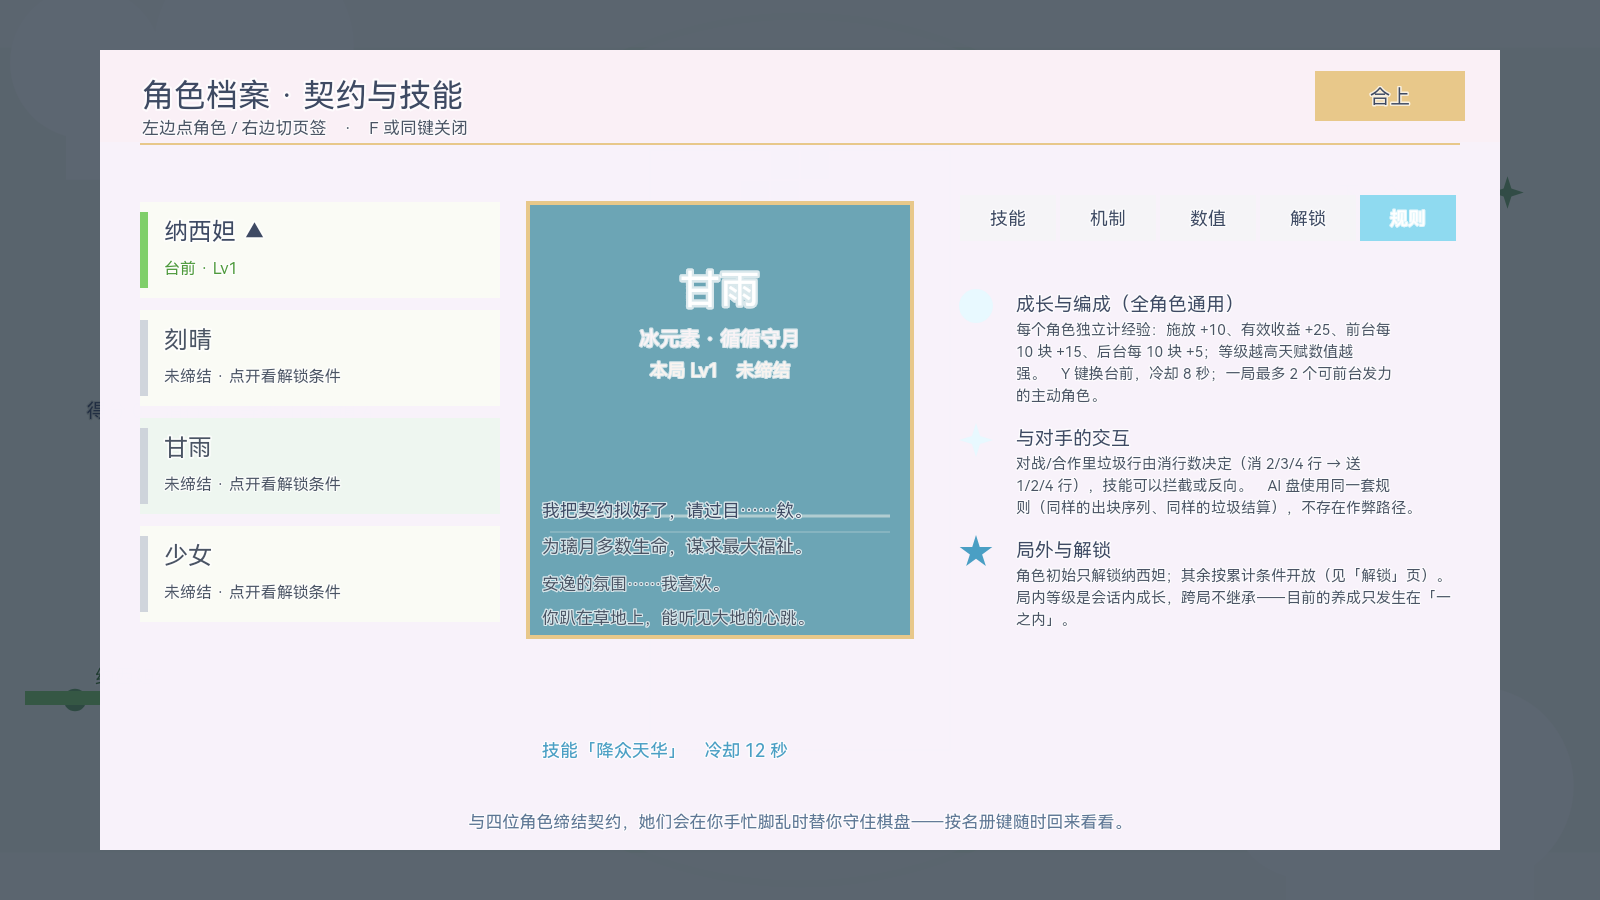 角色档案 · 契约与技能
左边点角色 / 右边切页签 · F 或同键关闭
合上
纳西妲 ▲
台前 · Lv1
刻晴
未缔结 · 点开看解锁条件
甘雨
未缔结 · 点开看解锁条件
少女
未缔结 · 点开看解锁条件
甘雨
冰元素 · 循循守月
本局 Lv1 未缔结
我把契约拟好了，请过目……欸。
为璃月多数生命，谋求最大福祉。
安逸的氛围……我喜欢。
你趴在草地上，能听见大地的心跳。
技能「降众天华」 冷却 12 秒
技能 机制 数值 解锁 规则
成长与编成（全角色通用）
每个角色独立计经验：施放 +10、有效收益 +25、前台每
10 块 +15、后台每 10 块 +5；等级越高天赋数值越
强。 Y 键换台前，冷却 8 秒；一局最多 2 个可前台发力
的主动角色。
与对手的交互
对战/合作里垃圾行由消行数决定（消 2/3/4 行 → 送
1/2/4 行），技能可以拦截或反向。 AI 盘使用同一套规
则（同样的出块序列、同样的垃圾结算），不存在作弊路径。
局外与解锁
角色初始只解锁纳西妲；其余按累计条件开放（见「解锁」页）。
局内等级是会话内成长，跨局不继承——目前的养成只发生在「一
之内」。
与四位角色缔结契约，她们会在你手忙脚乱时替你守住棋盘——按名册键随时回来看看。
得